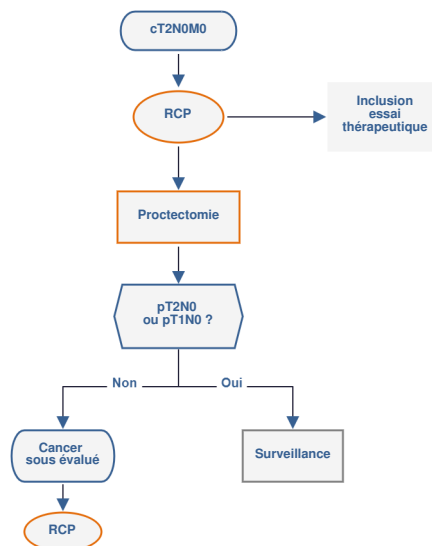 cT2N0M0
RCP
Inclusion
essai
thérapeutique
Proctectomie
pT2N0
ou pT1N0 ?
Non
Oui
Cancer
sous évalué
Surveillance
RCP